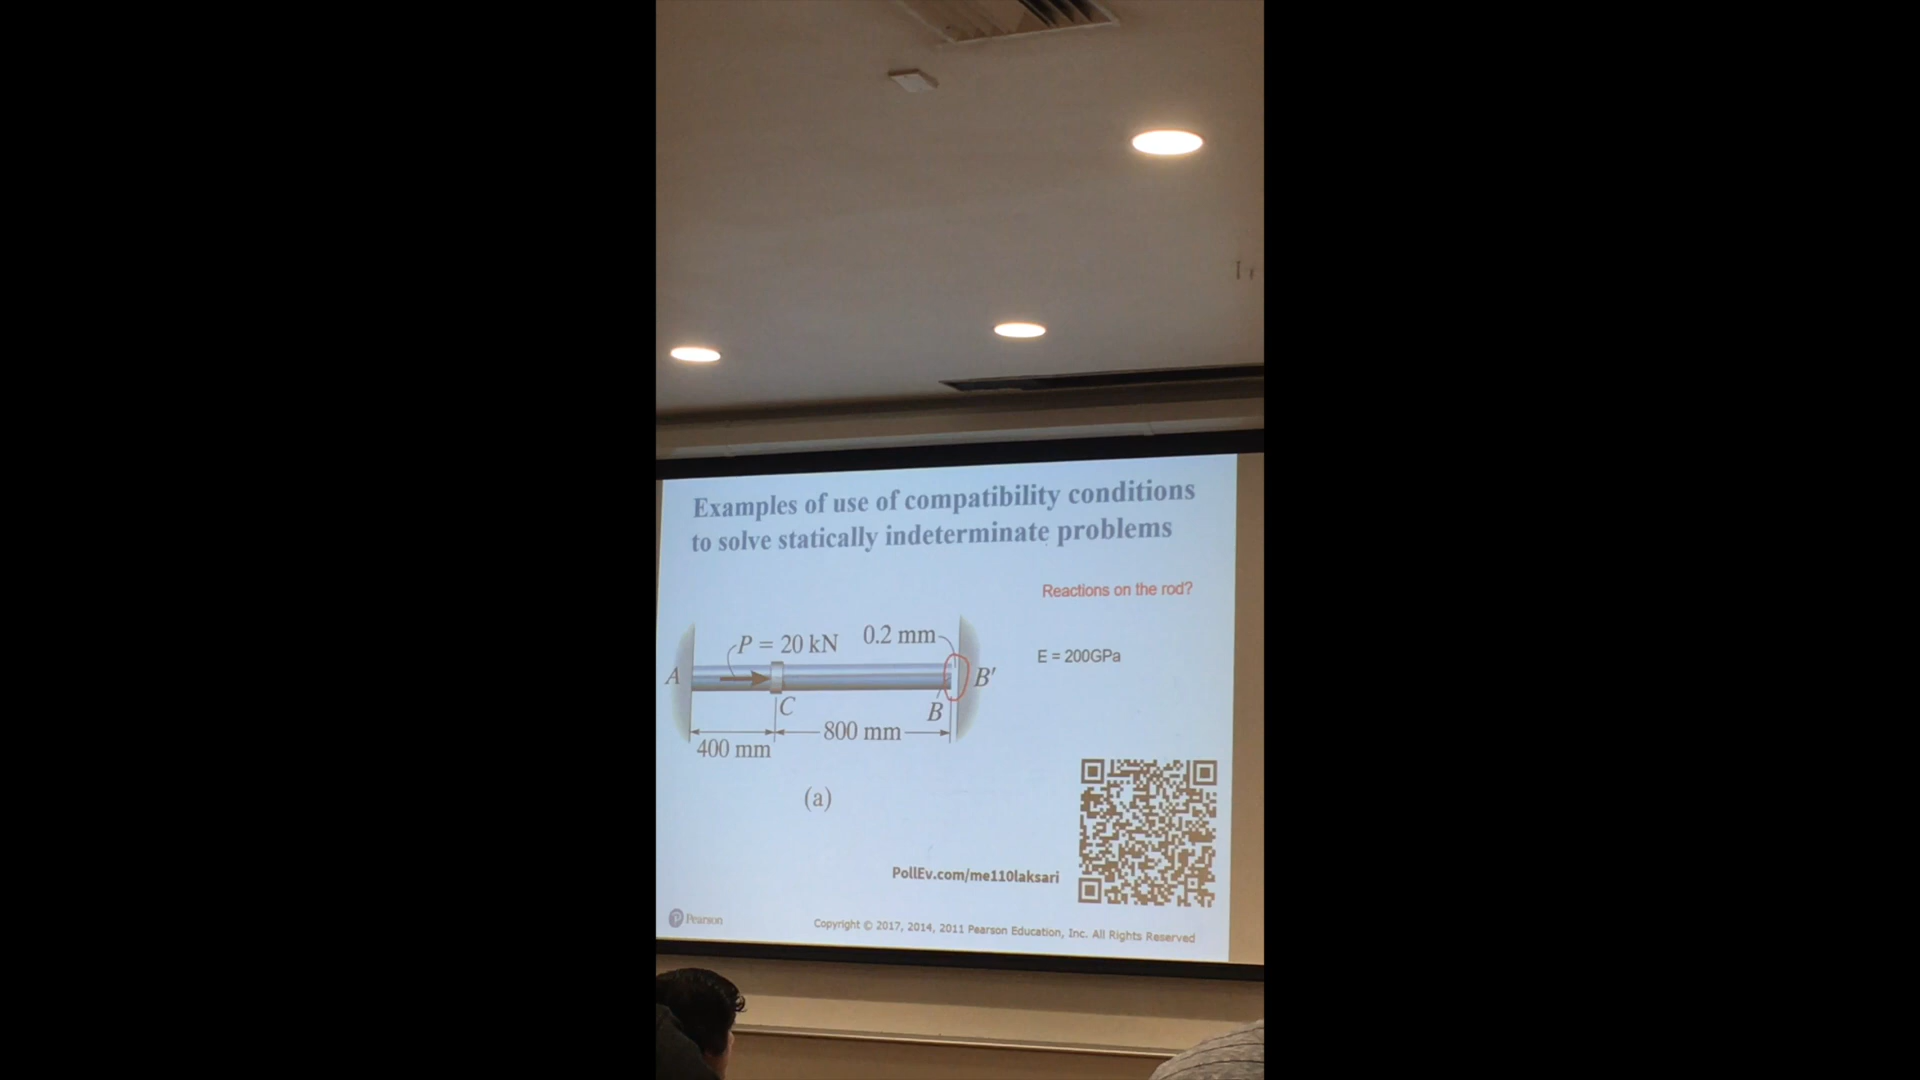 Examples of use of compatibility conditions
to solve statically indeterminate problems
Reactions on the rod?
P = 20 kN
0.2 mm
E = 200GPa
A
B'
C
B
800 mm
400 mm
(a)
PollEv.com/me110laksari
Pearson
Copyright © 2017, 2014, 2011 Pearson Education, Inc. All Rights Reserved